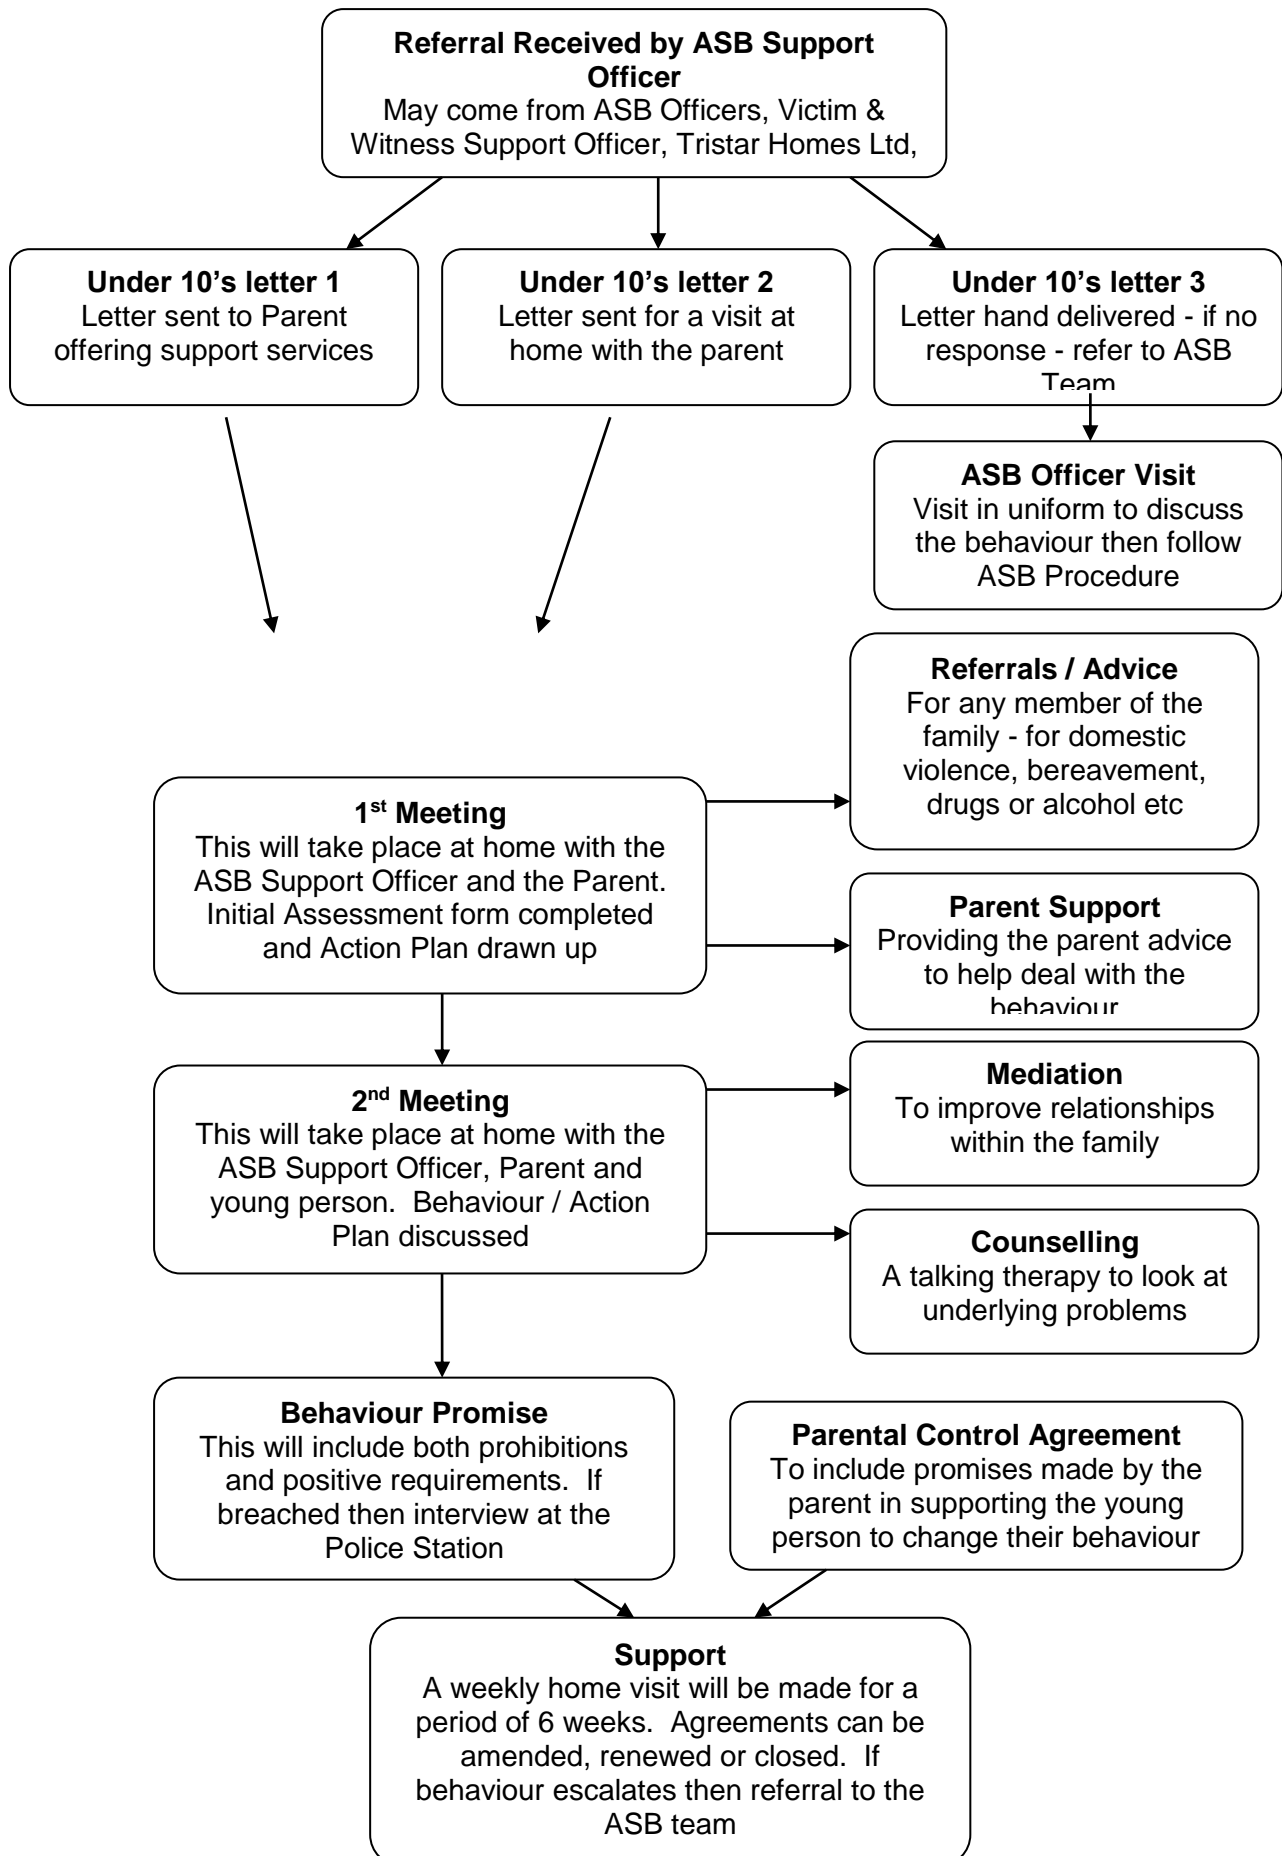 Referral Received by ASB Support
Officer
May come from ASB Officers, Victim &
Witness Support Officer, Tristar Homes Ltd,
Under 10’s letter 1
Letter sent to Parent
offering support services
Under 10’s letter 2
Letter sent for a visit at
home with the parent
Under 10’s letter 3
Letter hand delivered - if no
response - refer to ASB
Team
ASB Officer Visit
Visit in uniform to discuss
the behaviour then follow
ASB Procedure
Referrals / Advice
For any member of the
family - for domestic
violence, bereavement,
drugs or alcohol etc
1st Meeting
This will take place at home with the
ASB Support Officer and the Parent.
Initial Assessment form completed
and Action Plan drawn up
Parent Support
Providing the parent advice
to help deal with the
behaviour
2nd Meeting
This will take place at home with the
ASB Support Officer, Parent and
young person.  Behaviour / Action
Plan discussed
Mediation
To improve relationships
within the family
Counselling
A talking therapy to look at
underlying problems
Behaviour Promise
This will include both prohibitions
and positive requirements.  If
breached then interview at the
Police Station
Parental Control Agreement
To include promises made by the
parent in supporting the young
person to change their behaviour
Support
A weekly home visit will be made for a
period of 6 weeks.  Agreements can be
amended, renewed or closed.  If
behaviour escalates then referral to the
ASB team